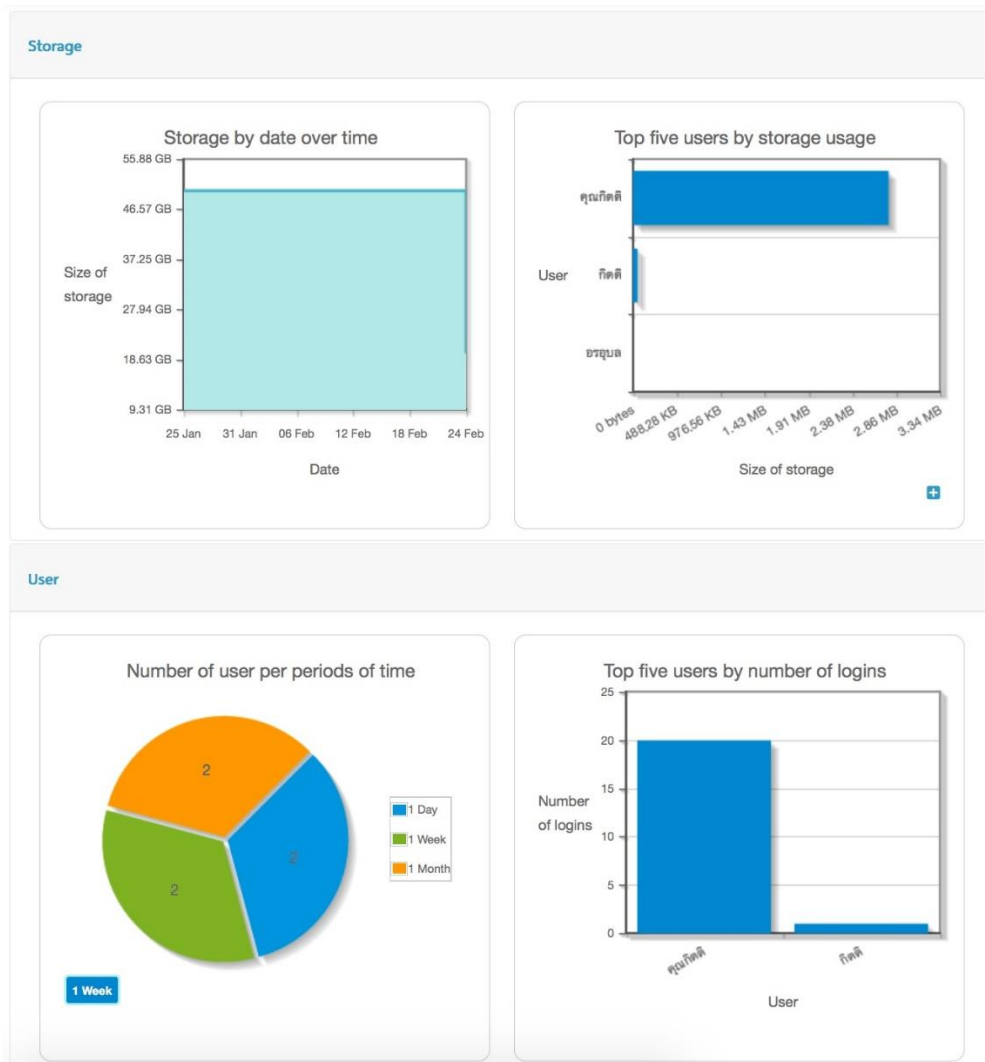 Storage
Storage by date over time
55.88 GB
46.57 GB
37.25 GB
27.94 GB
18.63 GB
9.31 GB
Size of
storage
25 Jan 31 Jan 06 Feb 12 Feb 18 Feb 24 Feb
Date
Top five users by storage usage
คุณกิตติ
กิตติ
อรอุบล
User
0 bytes 488.28 KB 976.56 KB 1.43 MB 1.91 MB 2.38 MB 2.86 MB 3.34 MB
Size of storage
User
Number of user per periods of time
2
2
2
1 Day
1 Week
1 Month
1 Week
Top five users by number of logins
25
20
15
10
5
0
Number
of logins
คุณกิตติ กิตติ
User